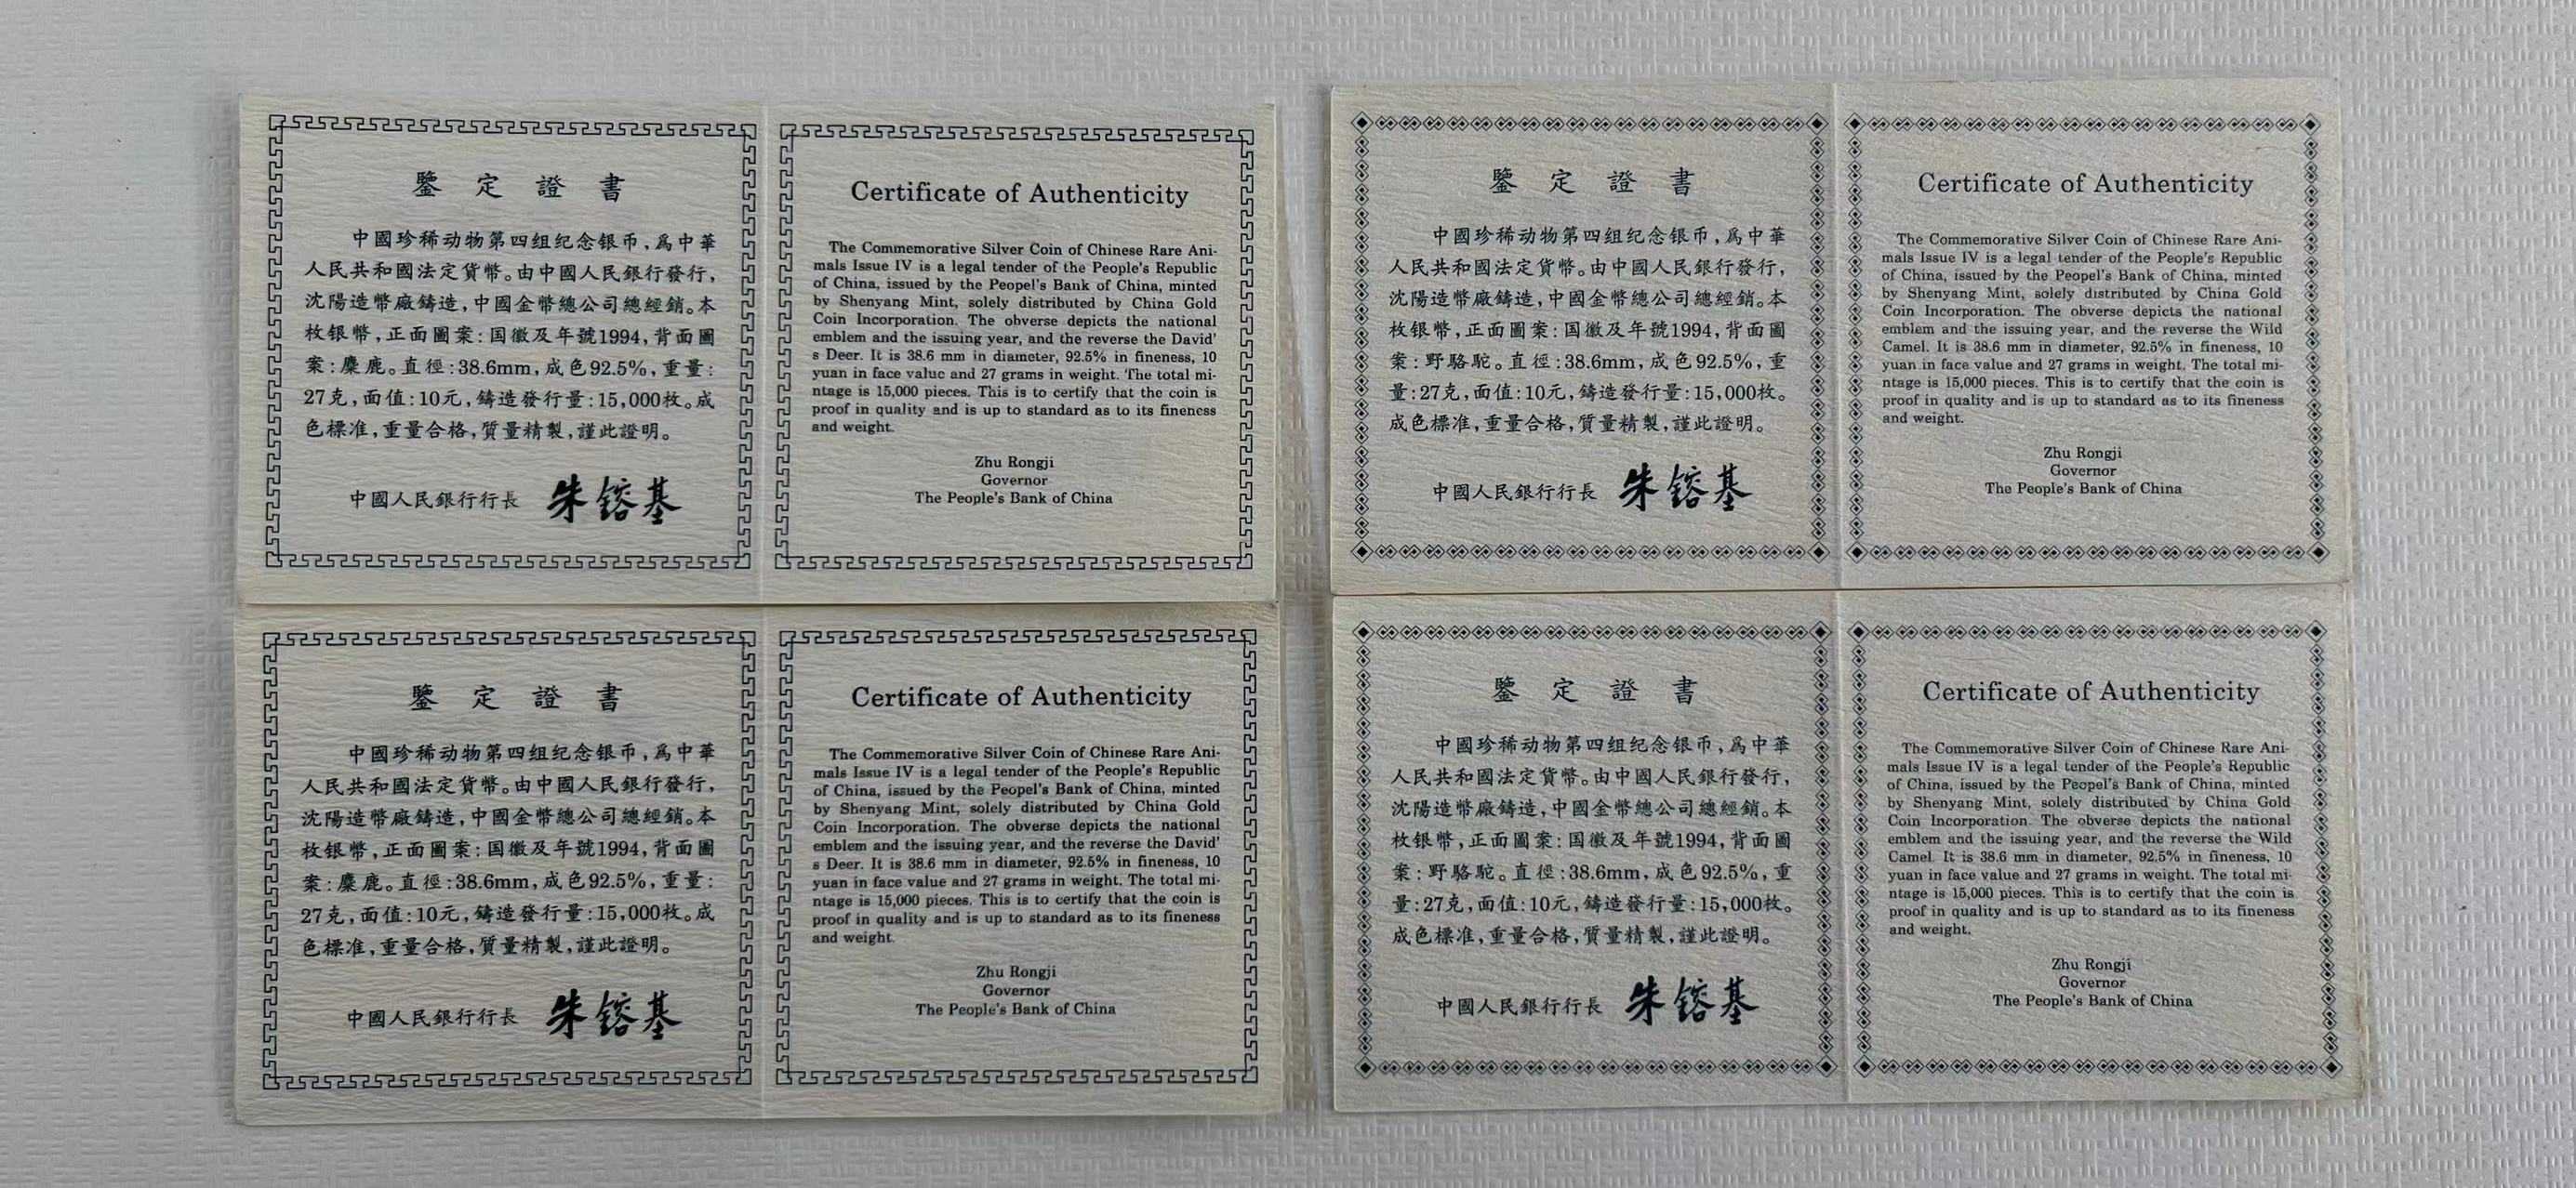 鑒定證書
中國珍稀动物第四组纪念银币,爲中華
人民共和國法定貨幣。由中國人民銀行發行,
沈陽造幣廠鑄造,中國金幣總公司總經銷。本
枚银幣,正面圖案:国徽及年號1994,背面圖
案:麋鹿。直徑:38.6mm,成色92.5%,重量:
27克,面值:10元,鑄造發行量:15,000枚。成
色標准,重量合格,質量精製,謹此證明。
中國人民銀行行長 朱镕基
Certificate of Authenticity
The Commemorative Silver Coin of Chinese Rare Ani-
mals Issue IV is a legal tender of the People's Republic
of China, issued by the Peopel's Bank of China, minted
by Shenyang Mint, solely distributed by China Gold
Coin Incorporation. The obverse depicts the national
emblem and the issuing year, and the reverse the David'
s Deer. It is 38.6 mm in diameter, 92.5% in fineness, 10
yuan in face value and 27 grams in weight. The total mi-
ntage is 15,000 pieces. This is to certify that the coin is
proof in quality and is up to standard as to its fineness
and weight.
Zhu Rongji
Governor
The People's Bank of China
鑒定證書
中國珍稀动物第四组纪念银币,爲中華
人民共和國法定貨幣。由中國人民銀行發行,
沈陽造幣廠鑄造,中國金幣總公司總經銷。本
枚银幣,正面圖案:国徽及年號1994,背面圖
案:野駱駝。直徑:38.6mm,成色92.5%,重
量:27克,面值:10元,鑄造發行量:15,000枚。
成色標准,重量合格,質量精製,謹此證明。
中國人民銀行行長 朱镕基
Certificate of Authenticity
The Commemorative Silver Coin of Chinese Rare Ani-
mals Issue IV is a legal tender of the People's Republic
of China, issued by the Peopel's Bank of China, minted
by Shenyang Mint, solely distributed by China Gold
Coin Incorporation. The obverse depicts the national
emblem and the issuing year, and the reverse the Wild
Camel. It is 38.6 mm in diameter, 92.5% in fineness, 10
yuan in face value and 27 grams in weight. The total mi-
ntage is 15,000 pieces. This is to certify that the coin is
proof in quality and is up to standard as to its fineness
and weight.
Zhu Rongji
Governor
The People's Bank of China
鑒定證書
中國珍稀动物第四组纪念银币,爲中華
人民共和國法定貨幣。由中國人民銀行發行,
沈陽造幣廠鑄造,中國金幣總公司總經銷。本
枚银幣,正面圖案:国徽及年號1994,背面圖
案:麋鹿。直徑:38.6mm,成色92.5%,重量:
27克,面值:10元,鑄造發行量:15,000枚。成
色標准,重量合格,質量精製,謹此證明。
中國人民銀行行長 朱镕基
Certificate of Authenticity
The Commemorative Silver Coin of Chinese Rare Ani-
mals Issue IV is a legal tender of the People's Republic
of China, issued by the Peopel's Bank of China, minted
by Shenyang Mint, solely distributed by China Gold
Coin Incorporation. The obverse depicts the national
emblem and the issuing year, and the reverse the David'
s Deer. It is 38.6 mm in diameter, 92.5% in fineness, 10
yuan in face value and 27 grams in weight. The total mi-
ntage is 15,000 pieces. This is to certify that the coin is
proof in quality and is up to standard as to its fineness
and weight.
Zhu Rongji
Governor
The People's Bank of China
鑒定證書
中國珍稀动物第四组纪念银币,爲中華
人民共和國法定貨幣。由中國人民銀行發行,
沈陽造幣廠鑄造,中國金幣總公司總經銷。本
枚银幣,正面圖案:国徽及年號1994,背面圖
案:野駱駝。直徑:38.6mm,成色92.5%,重
量:27克,面值:10元,鑄造發行量:15,000枚。
成色標准,重量合格,質量精製,謹此證明。
中國人民銀行行長 朱镕基
Certificate of Authenticity
The Commemorative Silver Coin of Chinese Rare Ani-
mals Issue IV is a legal tender of the People's Republic
of China, issued by the Peopel's Bank of China, minted
by Shenyang Mint, solely distributed by China Gold
Coin Incorporation. The obverse depicts the national
emblem and the issuing year, and the reverse the Wild
Camel. It is 38.6 mm in diameter, 92.5% in fineness, 10
yuan in face value and 27 grams in weight. The total mi-
ntage is 15,000 pieces. This is to certify that the coin is
proof in quality and is up to standard as to its fineness
and weight.
Zhu Rongji
Governor
The People's Bank of China